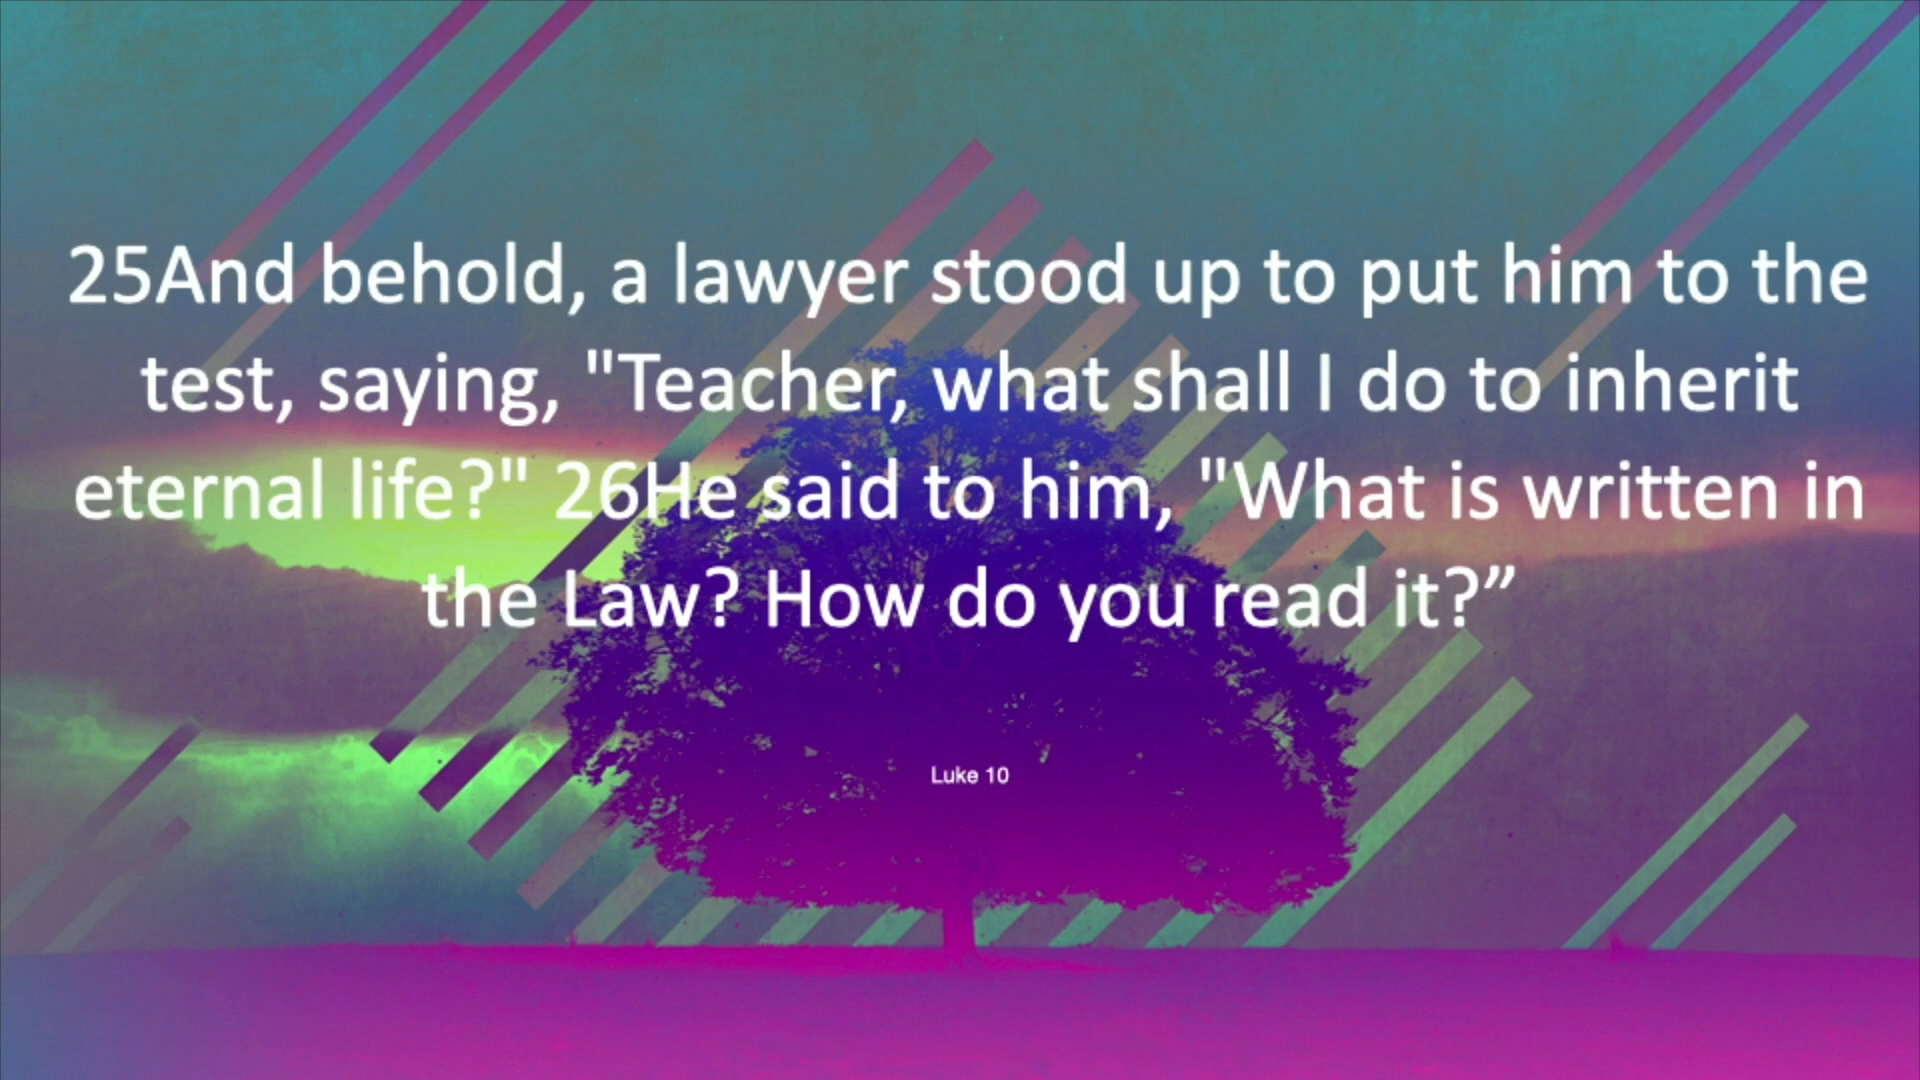 25And behold, a lawyer stood up to put him to the
test, saying, "Teacher, what shall I do to inherit
eternal life?" 26He said to him, "What is written in
the Law? How do you read it?”
Luke 10